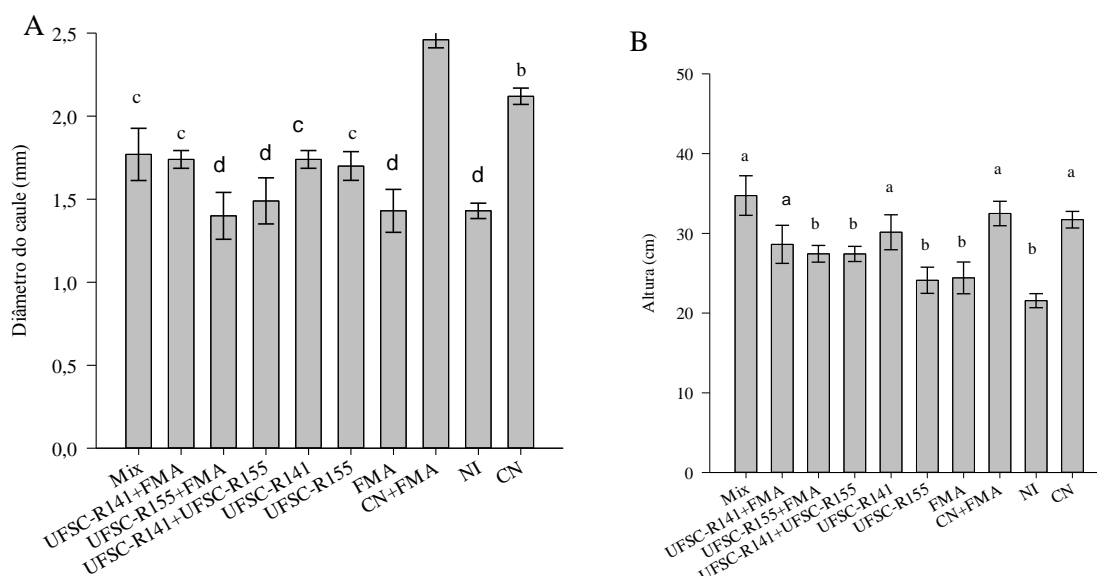 A
Diâmetro do caule (mm)
2,5
2,0
1,5
1,0
0,5
0,0
c
c
d
d
c
c
d
d
b
Mix
UFSC-R141+FMA
UFSC-R155+FMA
UFSC-R141+UFSC-R155
UFSC-R141
UFSC-R155
FMA
CN+FMA
NI
CN
B
Altura (cm)
50
40
30
20
10
0
a
a
b
b
a
b
b
a
b
a
Mix
UFSC-R141+FMA
UFSC-R155+FMA
UFSC-R141+UFSC-R155
UFSC-R141
UFSC-R155
FMA
CN+FMA
NI
CN